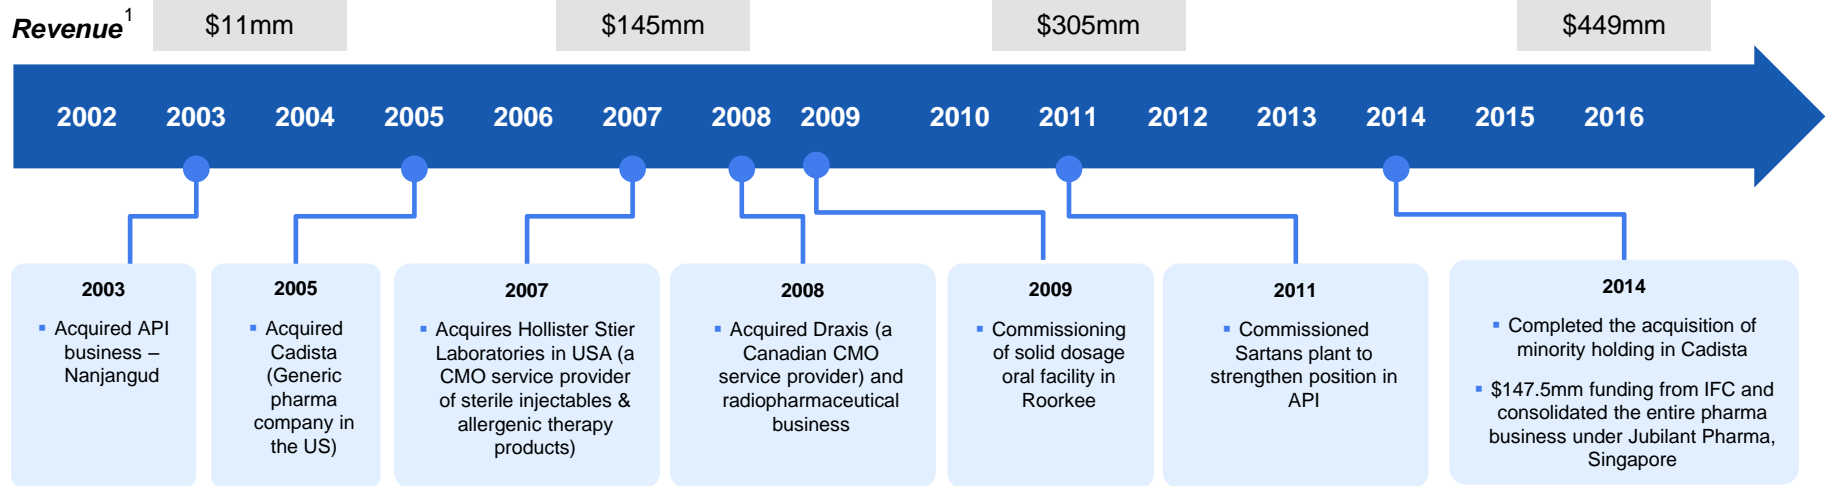 Revenue1
$11mm
$145mm
$305mm
$449mm
2002 2003 2004 2005 2006 2007 2008 2009 2010 2011 2012 2013 2014 2015 2016
2003
▪ Acquired API
business –
Nanjangud
2005
▪ Acquired
Cadista
(Generic
pharma
company in
the US)
2007
▪ Acquires Hollister Stier
Laboratories in USA (a
CMO service provider
of sterile injectables &
allergenic therapy
products)
2008
▪ Acquired Draxis (a
Canadian CMO
service provider) and
radiopharmaceutical
business
2009
▪ Commissioning
of solid dosage
oral facility in
Roorkee
2011
▪ Commissioned
Sartans plant to
strengthen position in
API
2014
▪ Completed the acquisition of
minority holding in Cadista
▪ $147.5mm funding from IFC and
consolidated the entire pharma
business under Jubilant Pharma,
Singapore